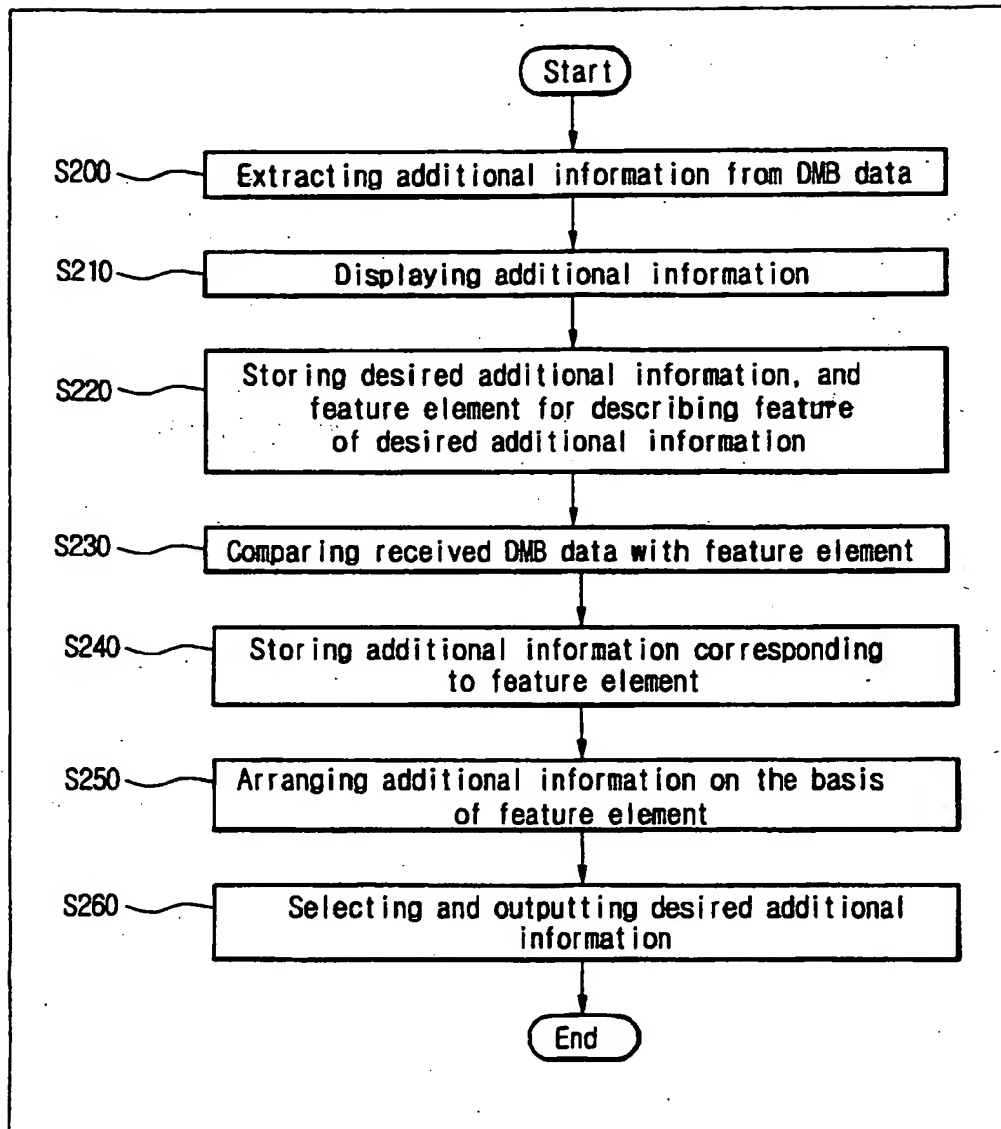 Start
S200
Extracting additional information from DMB data
S210
Displaying additional information
S220
Storing desired additional information, and
feature element for describing feature
of desired additional information
S230
Comparing received DMB data with feature element
S240
Storing additional information corresponding
to feature element
S250
Arranging additional information on the basis
of feature element
S260
Selecting and outputting desired additional
information
End